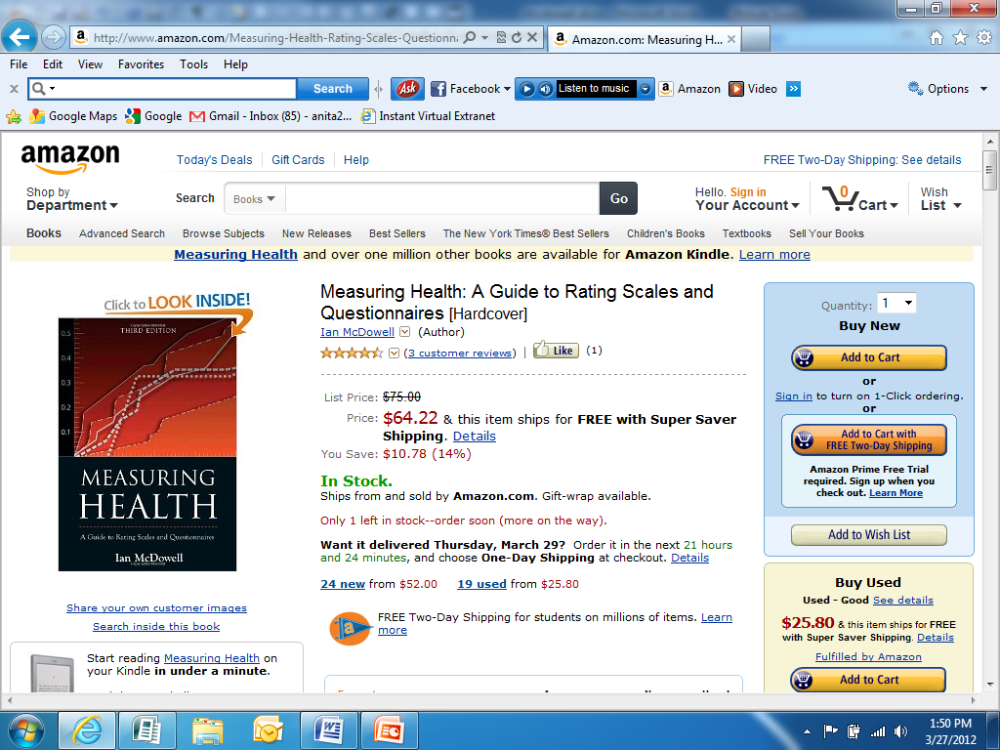 http://www.amazon.com/Measuring-Health-Rating-Scales-Questionn
Amazon.com: Measuring H...
File Edit View Favorites Tools Help
Search Ask Facebook Listen to music Amazon Video Options
Google Maps Google Gmail - Inbox (85) - anita2... Instant Virtual Extranet
amazon
Today's Deals Gift Cards Help
FREE Two-Day Shipping: See details
Shop by
Department
Search Books Go
Hello. Sign in
Your Account
0
Cart
Wish
List
Books Advanced Search Browse Subjects New Releases Best Sellers The New York Times® Best Sellers Children's Books Textbooks Sell Your Books
Measuring Health and over one million other books are available for Amazon Kindle. Learn more
Click to LOOK INSIDE!
Copyrighted Material
THIRD EDITION
0.5
0.4
0.3
0.2
0.1
MEASURING
HEALTH
A Guide to Rating Scales and Questionnaires
Ian McDowell
Copyrighted Material
Share your own customer images
Search inside this book
Start reading Measuring Health on
your Kindle in under a minute.
Measuring Health: A Guide to Rating Scales and
Questionnaires [Hardcover]
Ian McDowell (Author)
(3 customer reviews) | Like (1)
List Price: $75.00
Price: $64.22 & this item ships for FREE with Super Saver
Shipping. Details
You Save: $10.78 (14%)
In Stock.
Ships from and sold by Amazon.com. Gift-wrap available.
Only 1 left in stock--order soon (more on the way).
Want it delivered Thursday, March 29? Order it in the next 21 hours
and 24 minutes, and choose One-Day Shipping at checkout. Details
24 new from $52.00 19 used from $25.80
FREE Two-Day Shipping for students on millions of items. Learn
more
Quantity: 1
Buy New
Add to Cart
or
Sign in to turn on 1-Click ordering.
or
Add to Cart with
FREE Two-Day Shipping
Amazon Prime Free Trial
required. Sign up when you
check out. Learn More
Add to Wish List
Buy Used
Used - Good See details
$25.80 & this item ships for FREE
with Super Saver Shipping. Details
Fulfilled by Amazon
Add to Cart
1:50 PM
3/27/2012